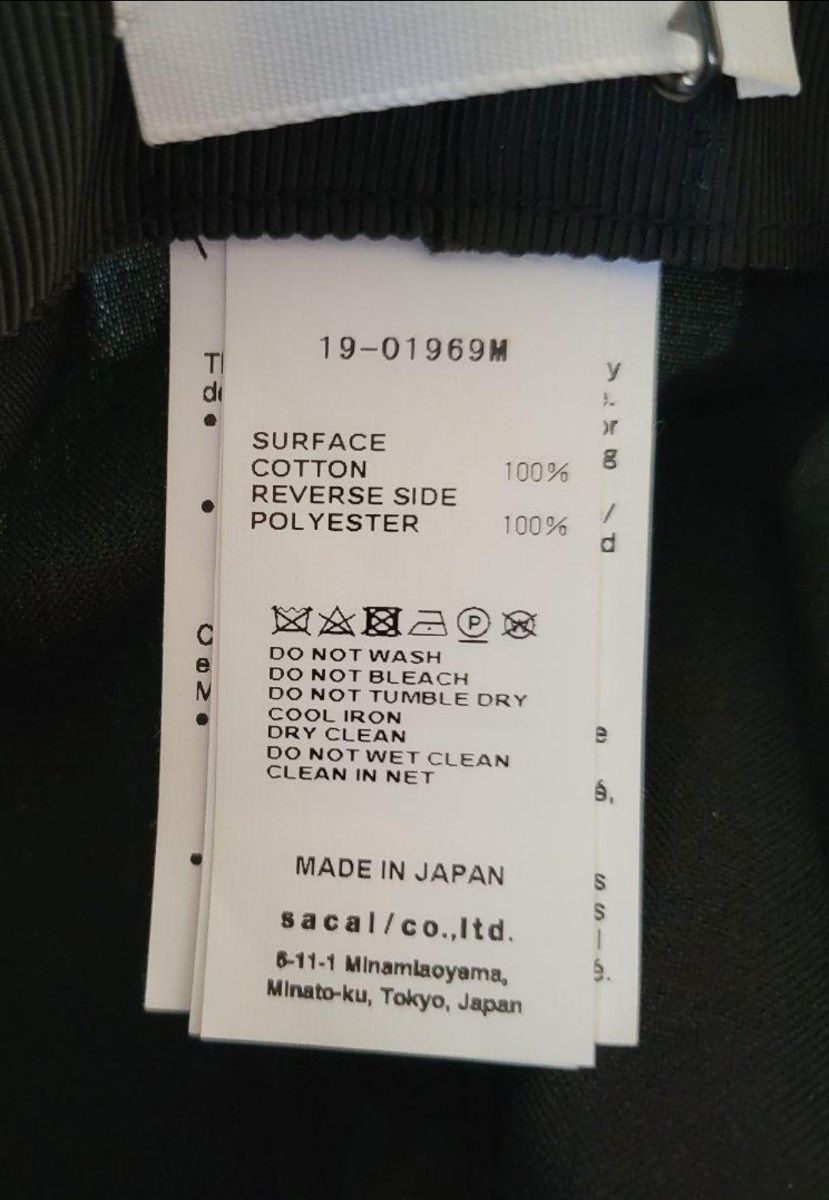 19-01969M
SURFACE
COTTON 100%
REVERSE SIDE
POLYESTER 100%
P W
DO NOT WASH
DO NOT BLEACH
DO NOT TUMBLE DRY
COOL IRON
DRY CLEAN
DO NOT WET CLEAN
CLEAN IN NET
MADE IN JAPAN
sacai/co.,ltd.
6-11-1 Minamiaoyama,
Minato-ku, Tokyo, Japan